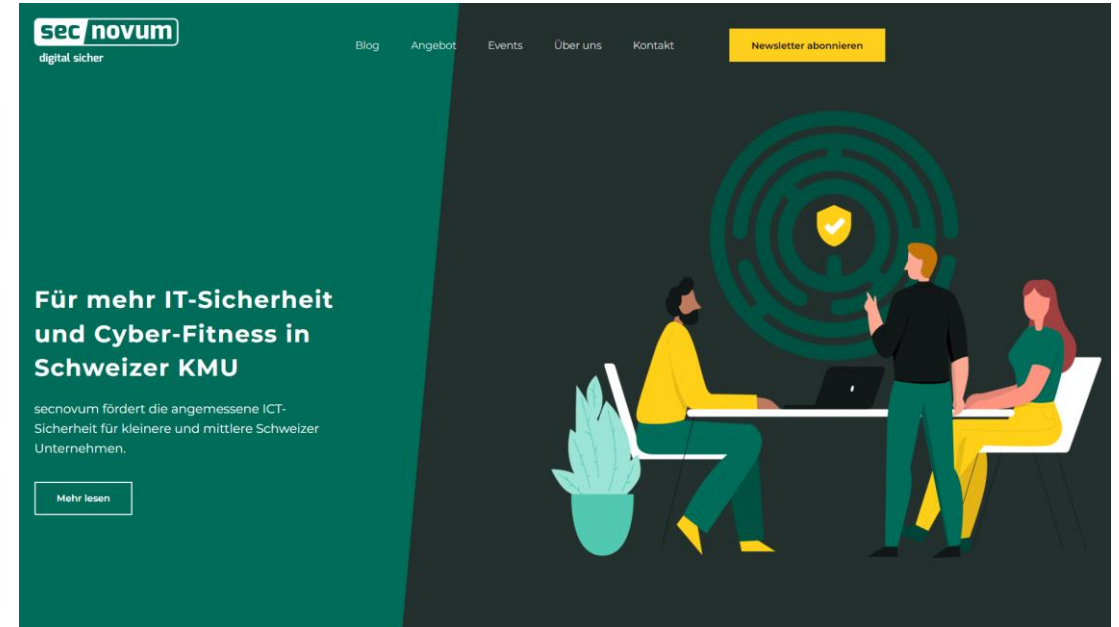 sec novum
digital sicher
Blog Angebot Events Über uns Kontakt Newsletter abonnieren
Für mehr IT-Sicherheit
und Cyber-Fitness in
Schweizer KMU
secnovum fördert die angemessene ICT-
Sicherheit für kleinere und mittlere Schweizer
Unternehmen.
Mehr lesen